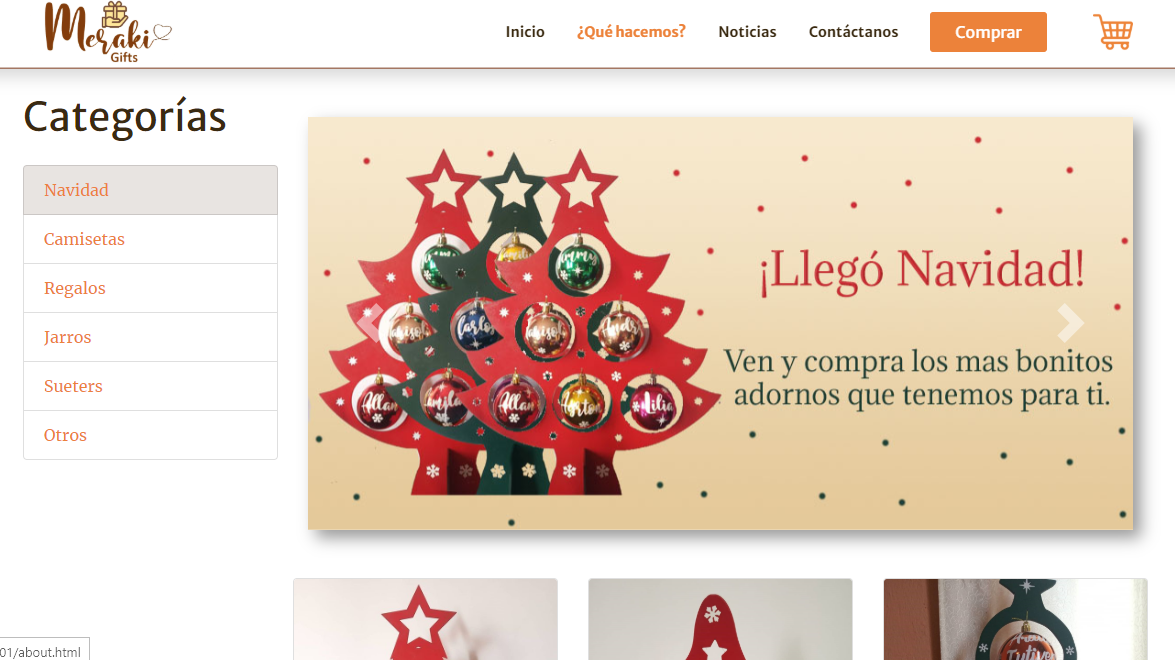 Meraki
Gifts
Inicio
¿Qué hacemos?
Noticias
Contáctanos
Comprar
Categorías
Navidad
Camisetas
Regalos
Jarros
Sueters
Otros
¡Llegó Navidad!
Ven y compra los mas bonitos
adornos que tenemos para ti.
Carlos
Allan
Allan
Lilia
01/about.html